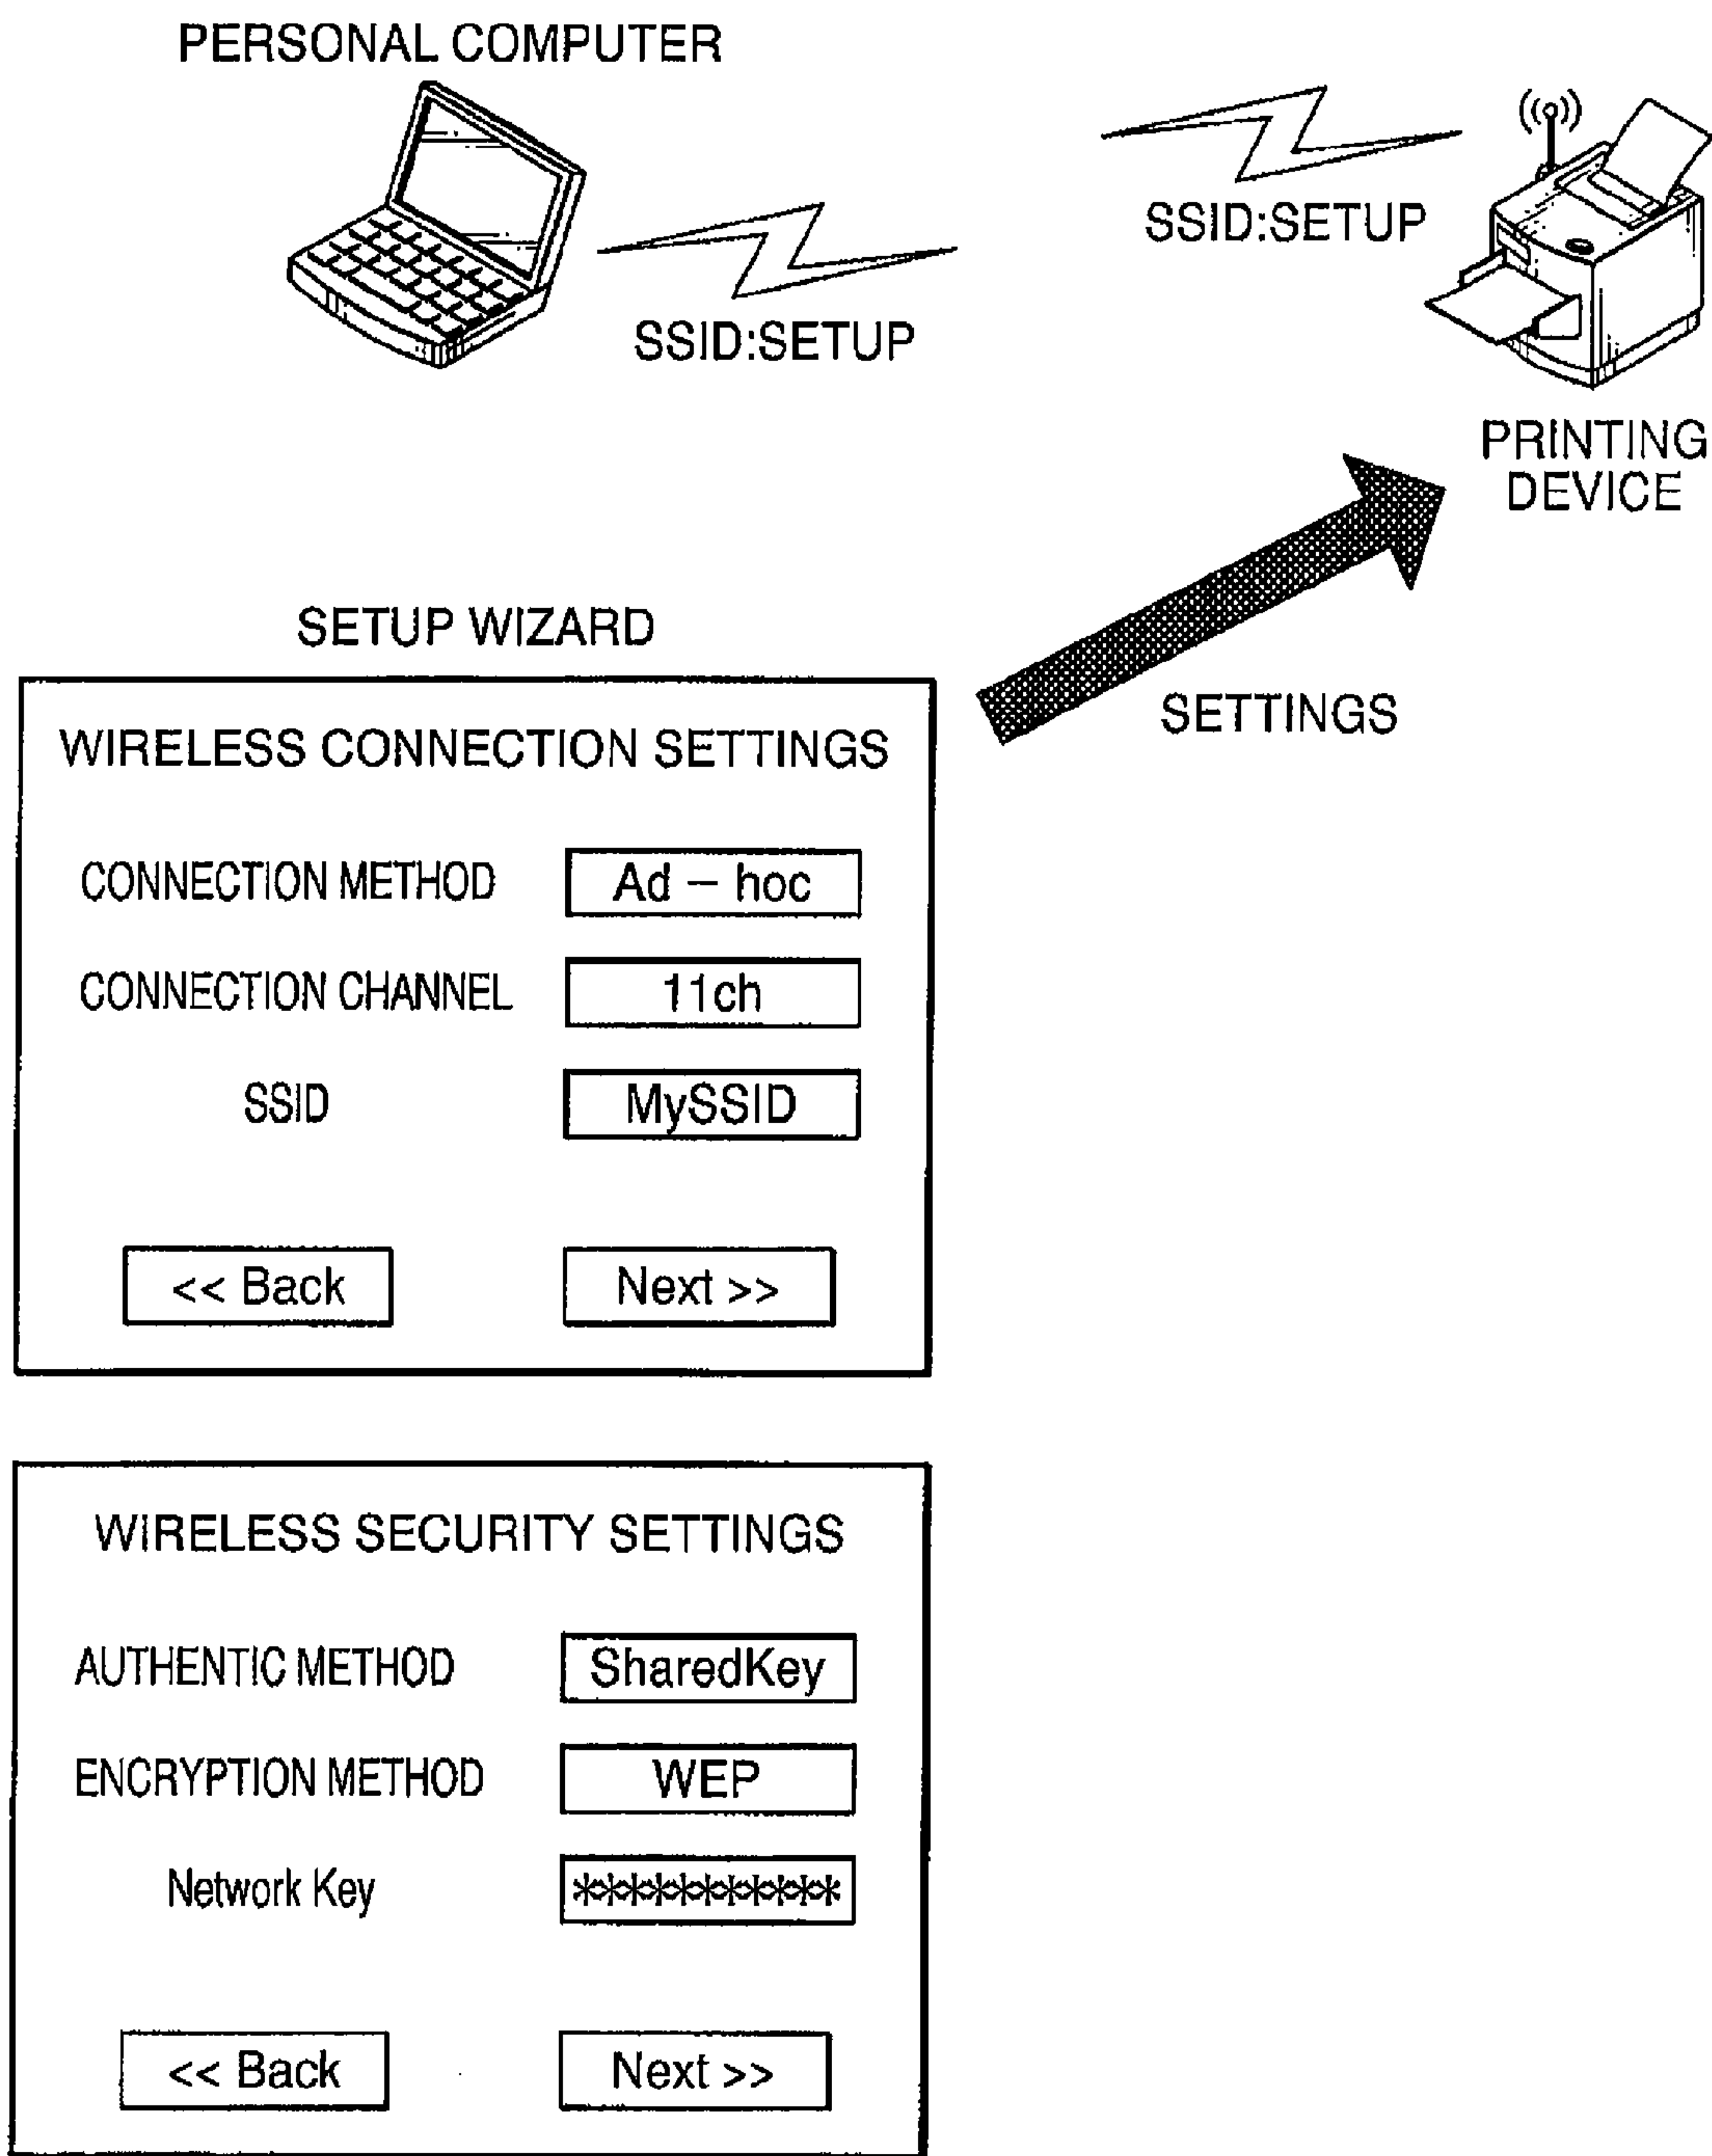 PERSONAL COMPUTER
SSID:SETUP
SSID:SETUP
PRINTING
DEVICE
SETTINGS
SETUP WIZARD
WIRELESS CONNECTION SETTINGS
CONNECTION METHOD Ad – hoc
CONNECTION CHANNEL 11ch
SSID MySSID
<< Back Next >>
WIRELESS SECURITY SETTINGS
AUTHENTIC METHOD SharedKey
ENCRYPTION METHOD WEP
Network Key ***********
<< Back Next >>